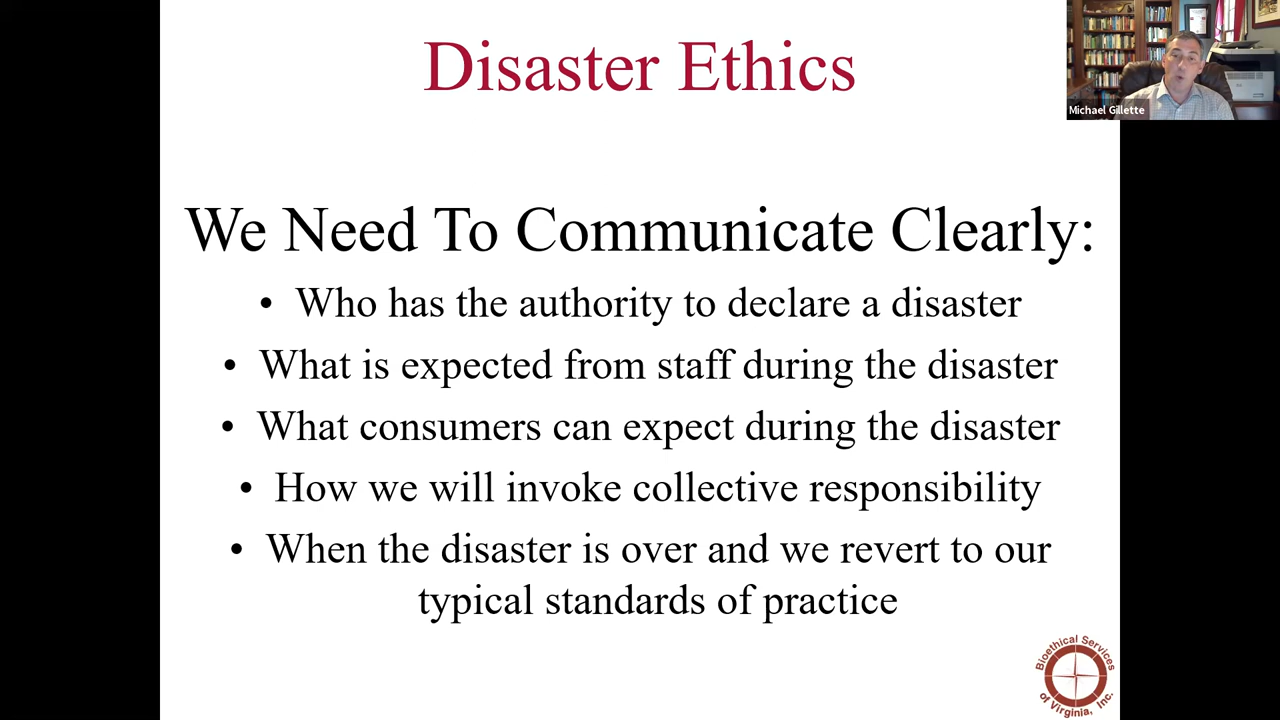 Disaster Ethics
Michael Gillette
We Need To Communicate Clearly:
• Who has the authority to declare a disaster
• What is expected from staff during the disaster
• What consumers can expect during the disaster
• How we will invoke collective responsibility
• When the disaster is over and we revert to our
typical standards of practice
Bioethical Services
of Virginia, Inc.